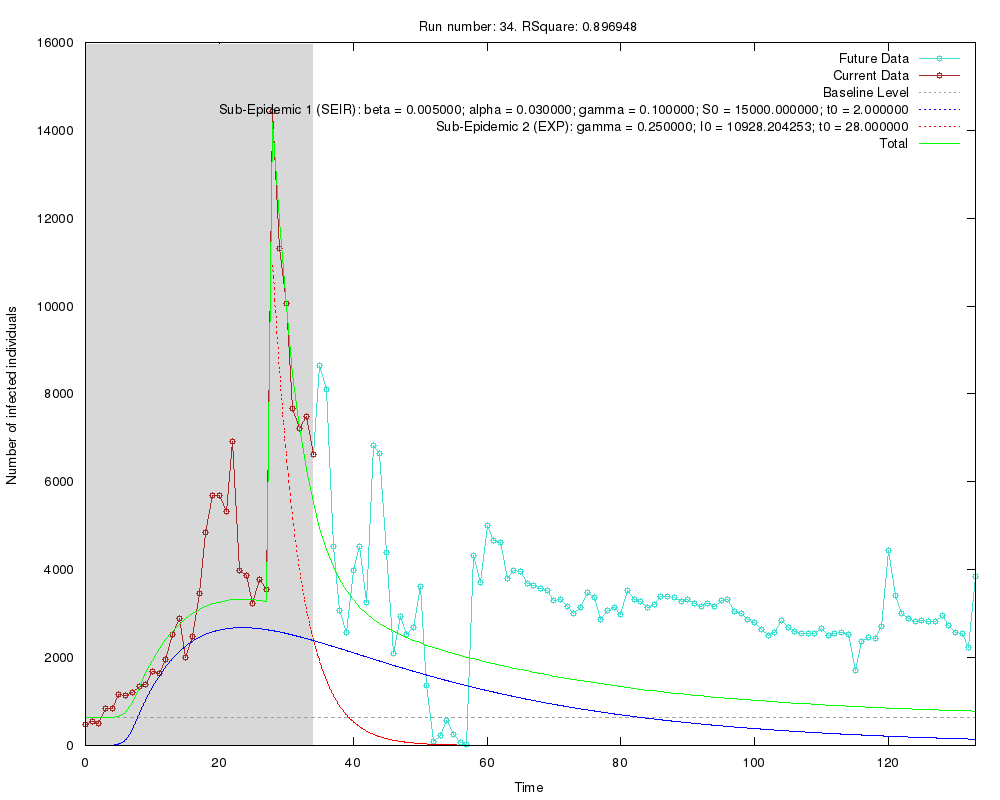 Run number: 34. RSquare: 0.896948
16000
14000
12000
10000
8000
6000
4000
2000
0
Number of infected individuals
Future Data
Current Data
Baseline Level
Sub-Epidemic 1 (SEIR): beta = 0.005000; alpha = 0.030000; gamma = 0.100000; S0 = 15000.000000; t0 = 2.000000
Sub-Epidemic 2 (EXP): gamma = 0.250000; I0 = 10928.204253; t0 = 28.000000
Total
0 20 40 60 80 100 120
Time